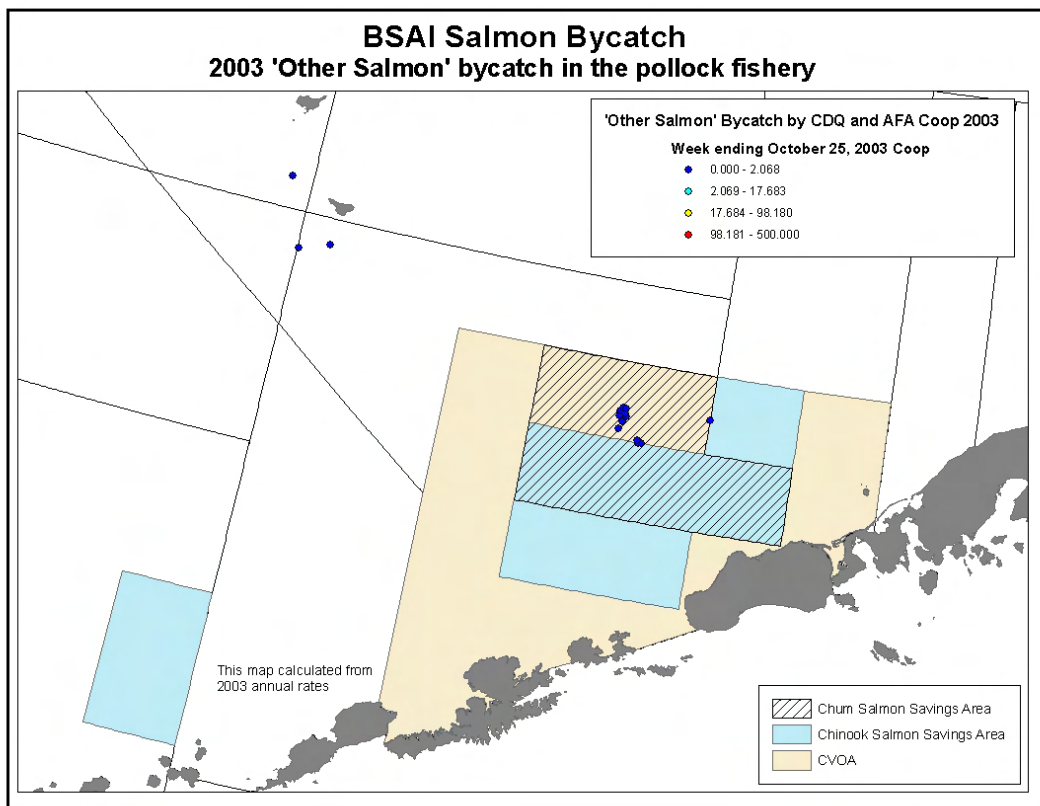 BSAI Salmon Bycatch
2003 'Other Salmon' bycatch in the pollock fishery
'Other Salmon' Bycatch by CDQ and AFA Coop 2003
Week ending October 25, 2003 Coop
0.000 - 2.068
2.069 - 17.683
17.684 - 98.180
98.181 - 500.000
This map calculated from
2003 annual rates
Chum Salmon Savings Area
Chinook Salmon Savings Area
CVOA